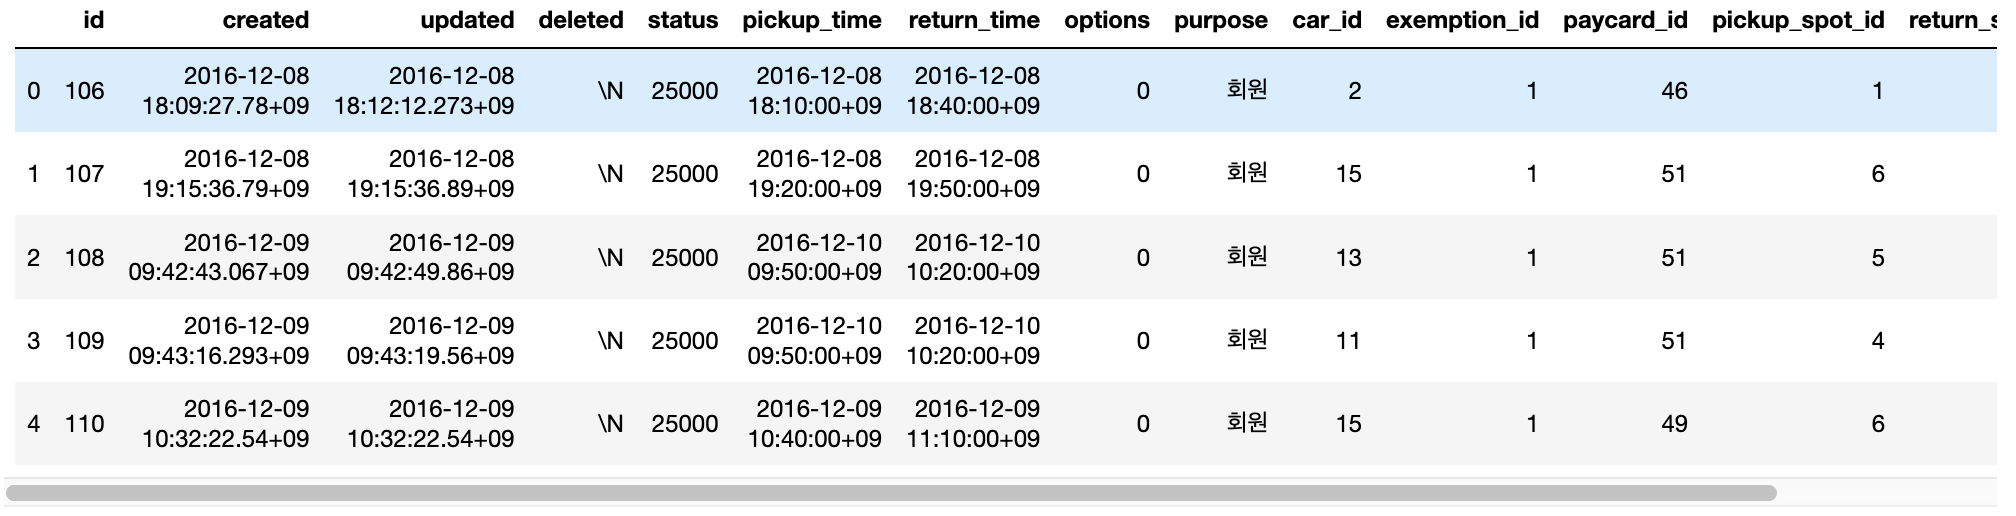 id created updated deleted status pickup_time return_time options purpose car_id exemption_id paycard_id pickup_spot_id return_s
2016-12-08 2016-12-08 2016-12-08 2016-12-08
0 106 18:09:27.78+09 18:12:12.273+09 \N 25000 18:10:00+09 18:40:00+09 0 회원 2 1 46 1
2016-12-08 2016-12-08 2016-12-08 2016-12-08
1 107 19:15:36.79+09 19:15:36.89+09 \N 25000 19:20:00+09 19:50:00+09 0 회원 15 1 51 6
2016-12-09 2016-12-09 2016-12-10 2016-12-10
2 108 09:42:43.067+09 09:42:49.86+09 \N 25000 09:50:00+09 10:20:00+09 0 회원 13 1 51 5
2016-12-09 2016-12-09 2016-12-10 2016-12-10
3 109 09:43:16.293+09 09:43:19.56+09 \N 25000 09:50:00+09 10:20:00+09 0 회원 11 1 51 4
2016-12-09 2016-12-09 2016-12-09 2016-12-09
4 110 10:32:22.54+09 10:32:22.54+09 \N 25000 10:40:00+09 11:10:00+09 0 회원 15 1 49 6